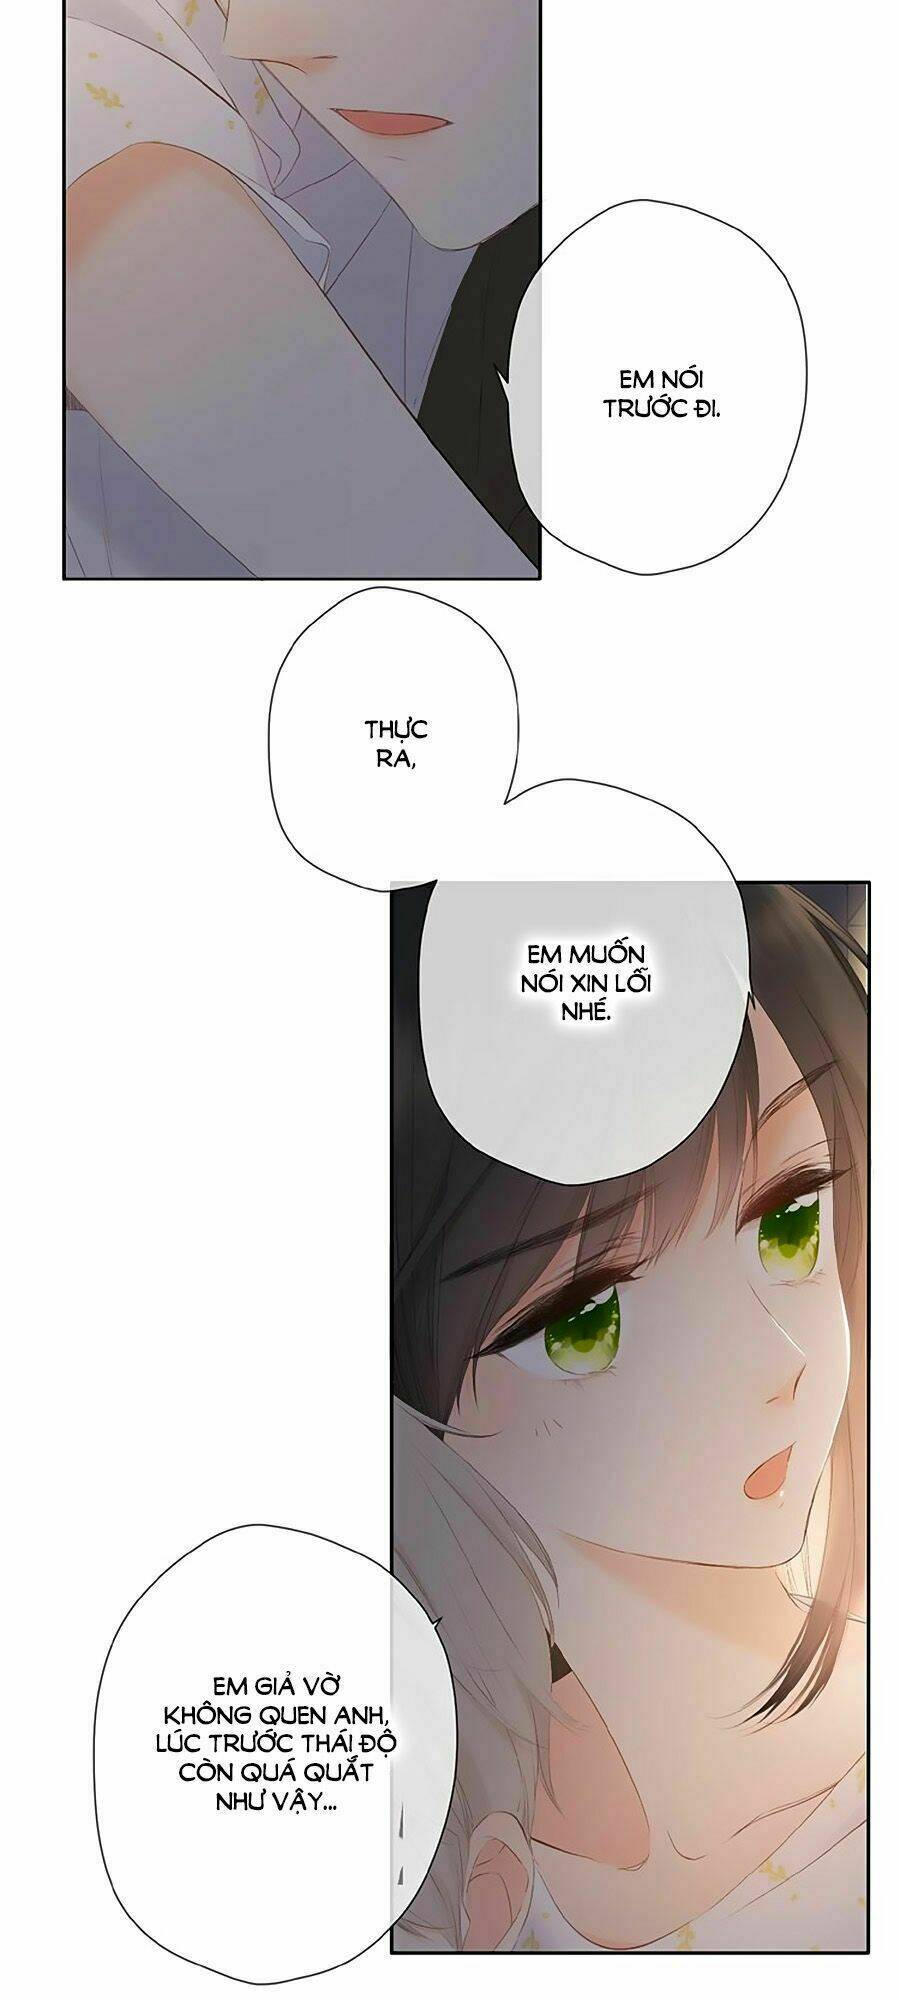 EM NÓI
TRƯỚC ĐI.
THỰC
RA,
EM MUỐN
NÓI XIN LỖI
NHÉ.
EM GIẢ VỜ
KHÔNG QUEN ANH,
LÚC TRƯỚC THÁI ĐỘ
CÒN QUÁ QUẮT
NHƯ VẬY...